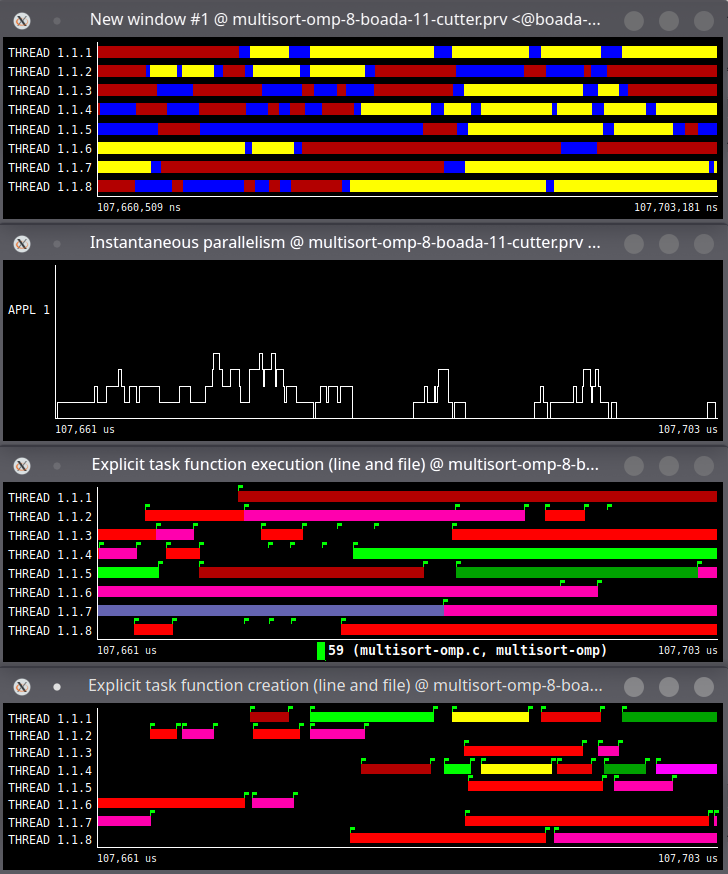 New window #1 @ multisort-omp-8-boada-11-cutter.prv <@boada-...
THREAD 1.1.1
THREAD 1.1.2
THREAD 1.1.3
THREAD 1.1.4
THREAD 1.1.5
THREAD 1.1.6
THREAD 1.1.7
THREAD 1.1.8
107,660,509 ns 107,703,181 ns
Instantaneous parallelism @ multisort-omp-8-boada-11-cutter.prv ...
APPL 1
107,661 us 107,703 us
Explicit task function execution (line and file) @ multisort-omp-8-b...
THREAD 1.1.1
THREAD 1.1.2
THREAD 1.1.3
THREAD 1.1.4
THREAD 1.1.5
THREAD 1.1.6
THREAD 1.1.7
THREAD 1.1.8
107,661 us 59 (multisort-omp.c, multisort-omp) 107,703 us
Explicit task function creation (line and file) @ multisort-omp-8-boa...
THREAD 1.1.1
THREAD 1.1.2
THREAD 1.1.3
THREAD 1.1.4
THREAD 1.1.5
THREAD 1.1.6
THREAD 1.1.7
THREAD 1.1.8
107,661 us 107,703 us